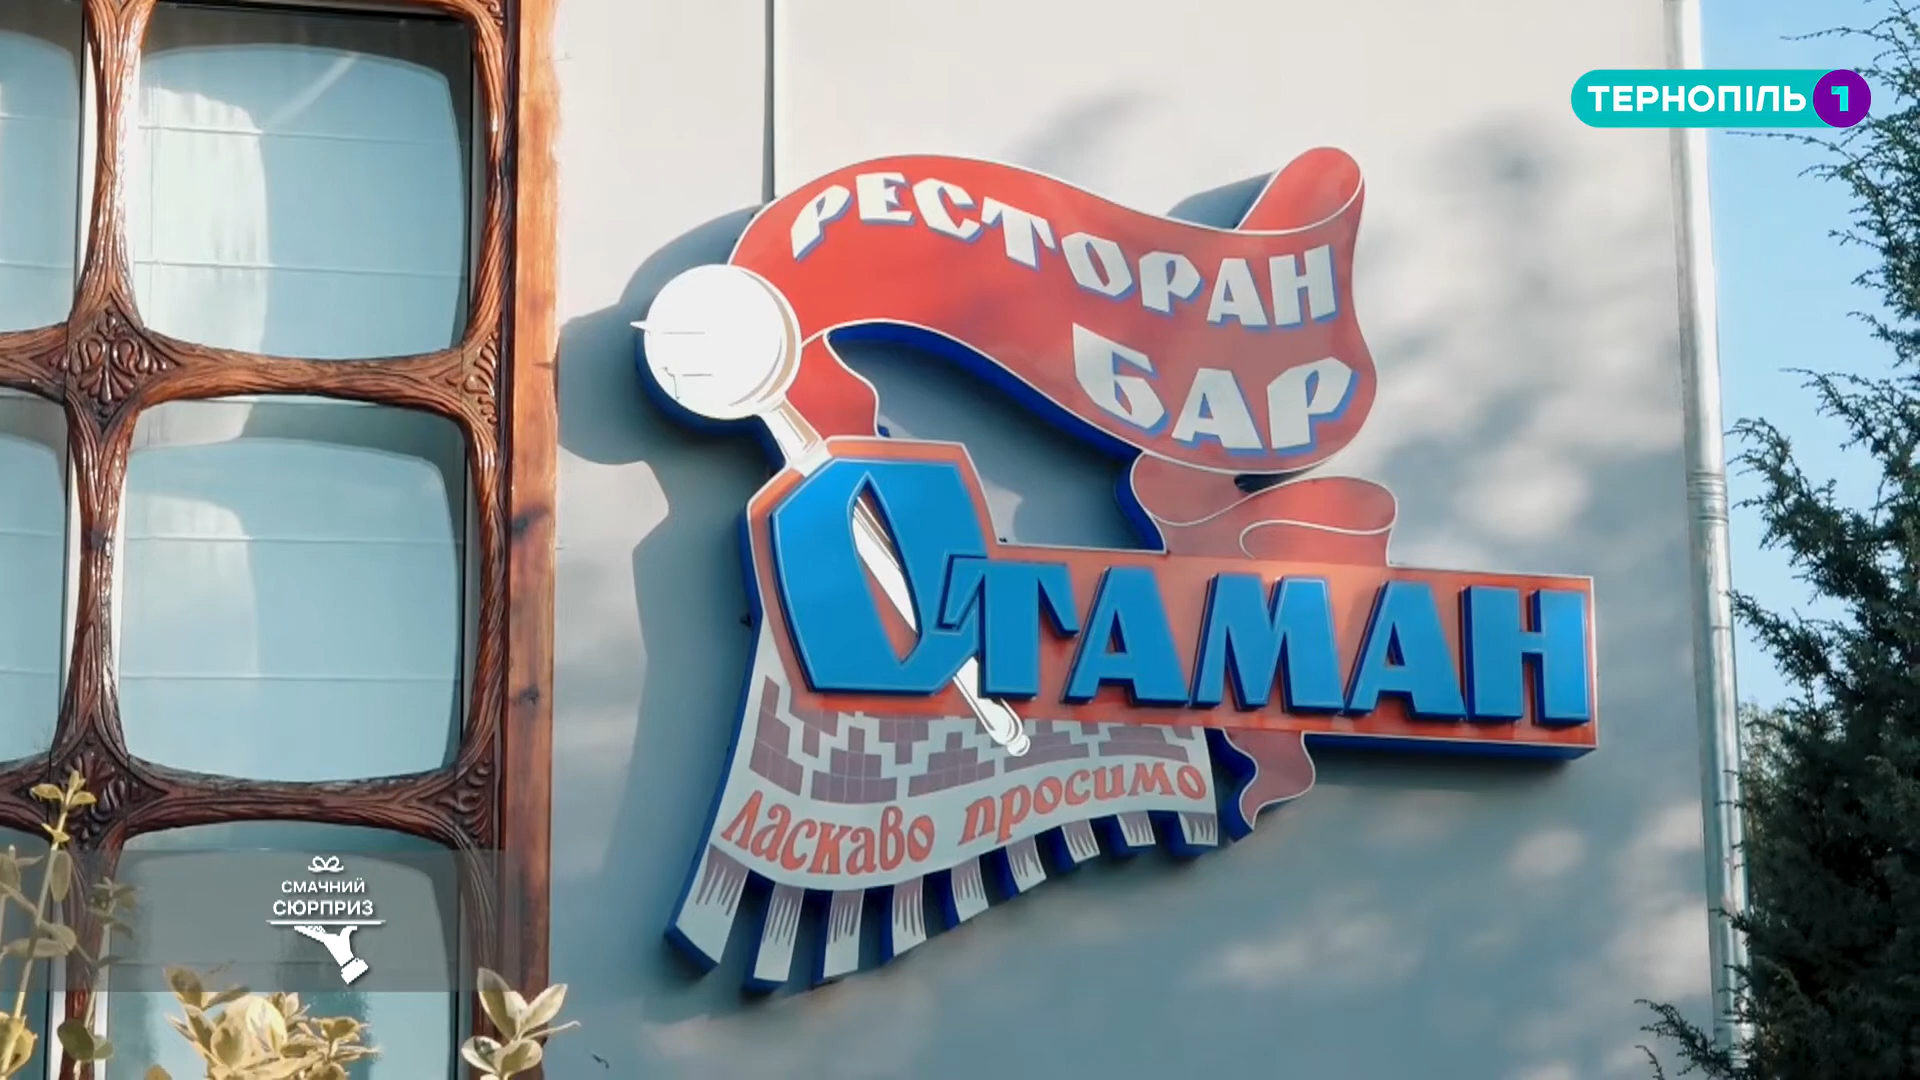 ТЕРНОПІЛЬ 1
РЕСТОРАН
БАР
ОТАМАН
ласкаво просимо
СМАЧНИЙ
СЮРПРИЗ